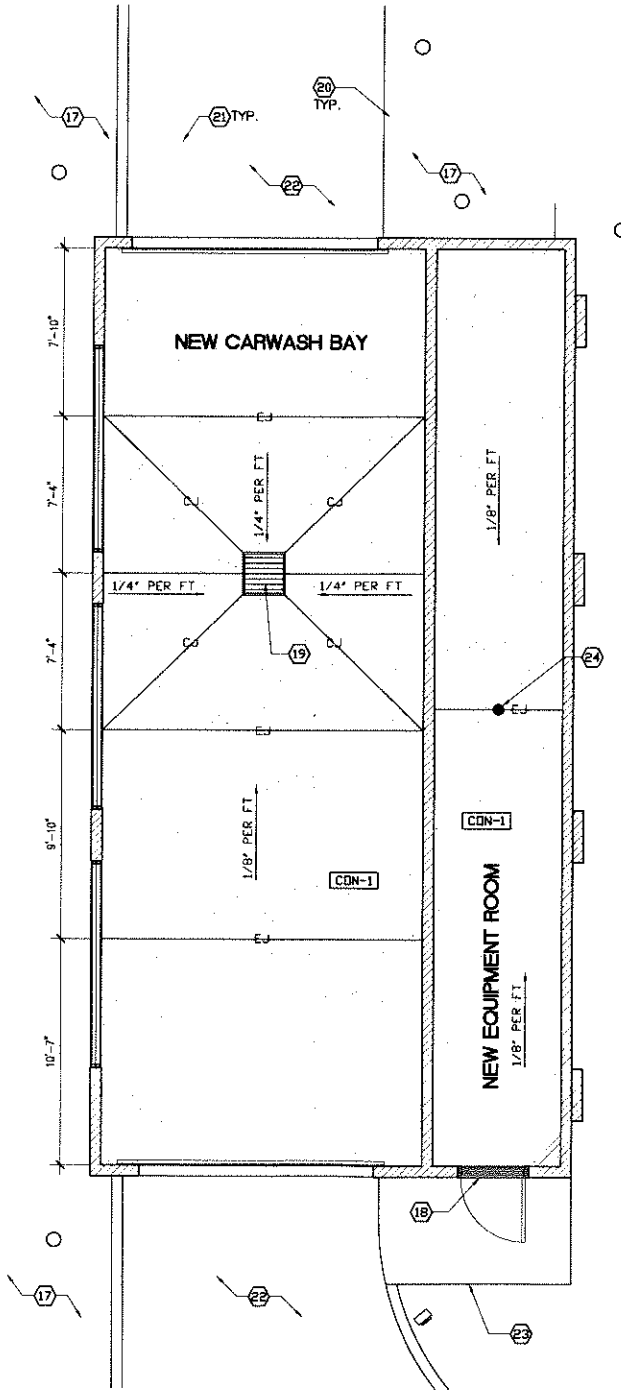 20
TYP.
17
21 TYP.
17
22
7'-10"
NEW CARWASH BAY
EJ
7'-4"
1/4" PER FT
1/8" PER FT
CJ
CJ
1/4" PER FT
1/4" PER FT
7'-4"
CJ
CJ
19
24
EJ
EJ
9'-10"
1/8" PER FT
CON-1
CON-1
EJ
10'-7"
NEW EQUIPMENT ROOM
1/8" PER FT
18
17
22
23